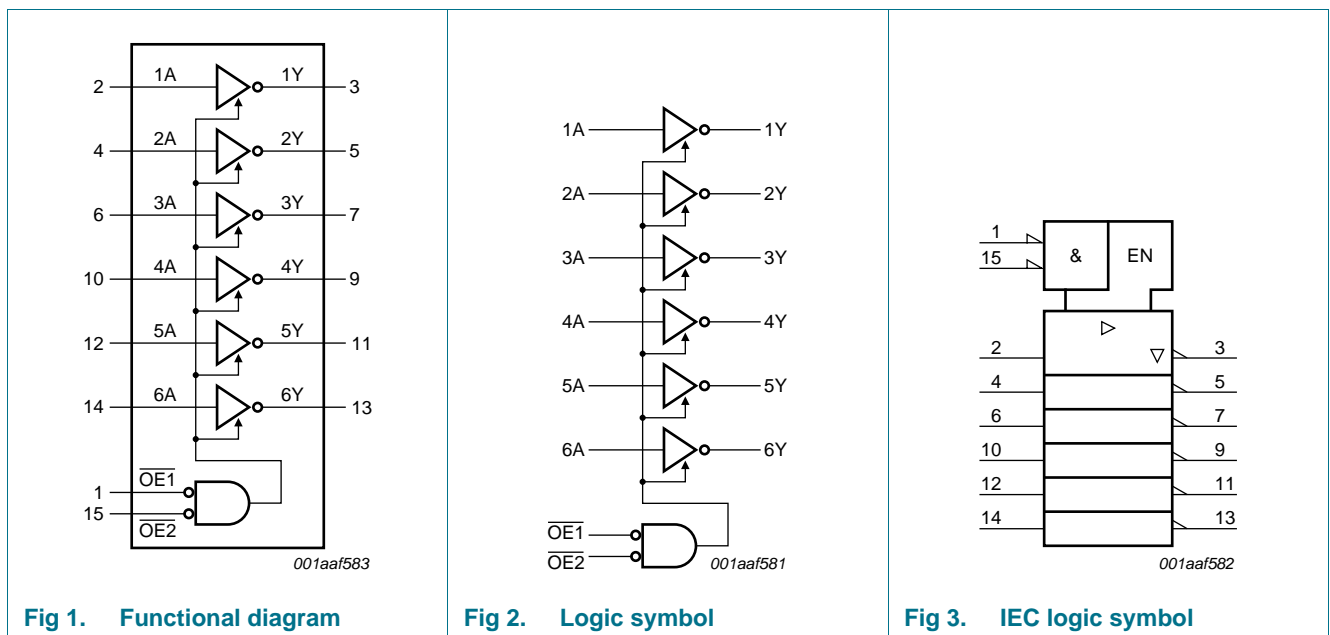 2 1A 1Y 3
4 2A 2Y 5
6 3A 3Y 7
10 4A 4Y 9
12 5A 5Y 11
14 6A 6Y 13
1 OE1
15 OE2
001aaf583
Fig 1. Functional diagram
1A 1Y
2A 2Y
3A 3Y
4A 4Y
5A 5Y
6A 6Y
OE1
OE2
001aaf581
Fig 2. Logic symbol
1 & EN
15
2 3
4 5
6 7
10 9
12 11
14 13
001aaf582
Fig 3. IEC logic symbol